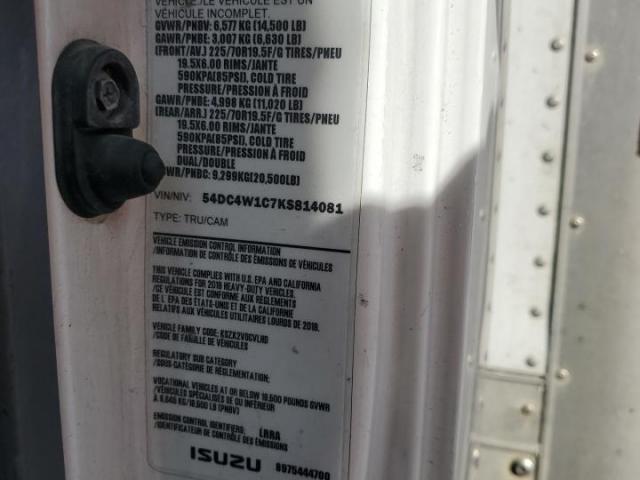 VÉHICULE /LE VÉHICULE EST UN
VÉHICULE INCOMPLET.
GVWR/PNBV: 6,577 KG (14,500 LB)
GAWR/PNBE: 3,007 KG (6,630 LB)
(FRONT/AV.) 225/70R19.5F/G TIRES/PNEU
19.5X6.00 RIMS/JANTE
590KPA(85PSI), COLD TIRE
PRESSURE/PRESSION À FROID
GAWR/PNBE: 4,998 KG (11,020 LB)
(REAR/ARR.) 225/70R19.5F/G TIRES/PNEU
19.5X6.00 RIMS/JANTE
590KPA(85PSI), COLD TIRE
PRESSURE/PRESSION À FROID
DUAL/DOUBLE
WR/PNBC: 9,299KG(20,500LB)
VIN/NIV: 54DC4W1C7KS814081
TYPE: TRU/CAM
VEHICLE EMISSION CONTROL INFORMATION
/INFORMATION DE CONTRÔLE DES ÉMISSIONS DE VÉHICULES
THIS VEHICLE COMPLIES WITH U.S. EPA AND CALIFORNIA
REGULATIONS FOR 2019 HEAVY-DUTY VEHICLES.
/CE VÉHICULE EST CONFORME AUX RÈGLEMENTS
DE L'EPA DES ÉTATS-UNIS ET DE LA CALIFORNIE
RELATIFS AUX VÉHICULES UTILITAIRES LOURDS DE 2019.
VEHICLE FAMILY CODE: KSZX2VOCVLHD
/CODE DE FAMILLE DE VÉHICULES
REGULATORY SUB CATEGORY
/SOUS-CATÉGORIE DE RÉGLEMENTATION:
VOCATIONAL VEHICLES AT OR BELOW 19,500 POUNDS GVWR
/VÉHICULES SPÉCIALISÉS DE OU INFÉRIEUR
À 8,845 KG/19,500 LB (PNBV)
EMISSION CONTROL IDENTIFIERS: LRRA
/IDENTIFICATEUR DE CONTRÔLE DES ÉMISSIONS
ISUZU 8975444700